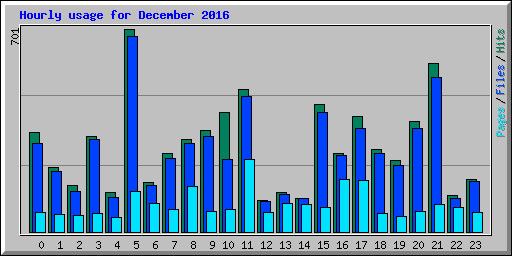 Hourly usage for December 2016
701
Pages/Files/Hits
0 1 2 3 4 5 6 7 8 9 10 11 12 13 14 15 16 17 18 19 20 21 22 23